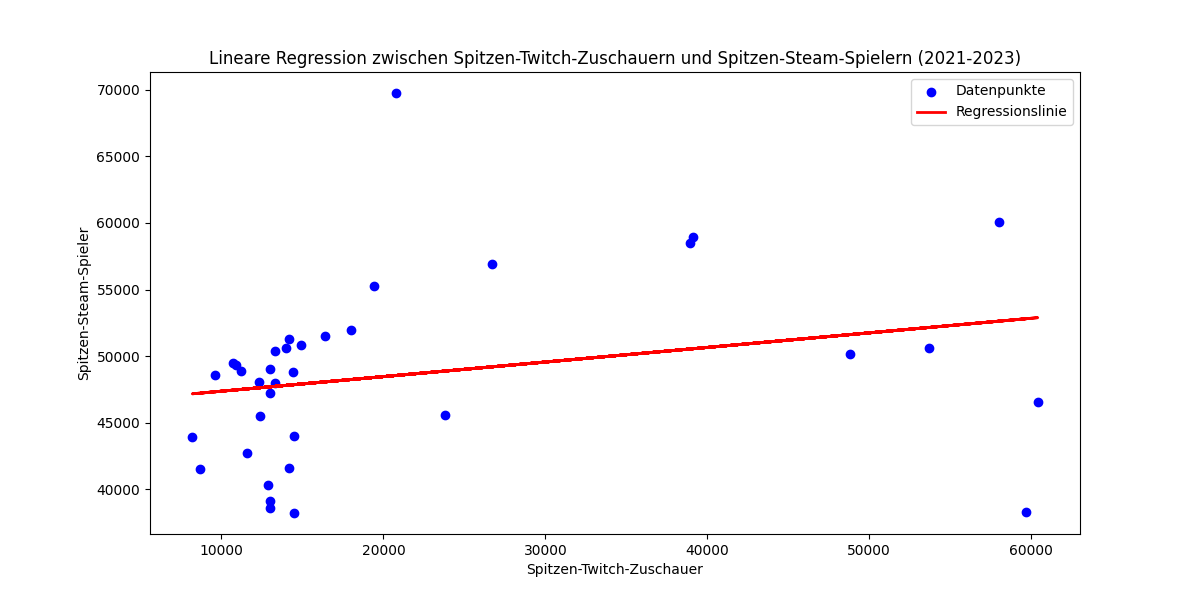 Lineare Regression zwischen Spitzen-Twitch-Zuschauern und Spitzen-Steam-Spielern (2021-2023)
Datenpunkte
Regressionslinie
70000
65000
60000
55000
50000
45000
40000
Spitzen-Steam-Spieler
10000
20000
30000
40000
50000
60000
Spitzen-Twitch-Zuschauer